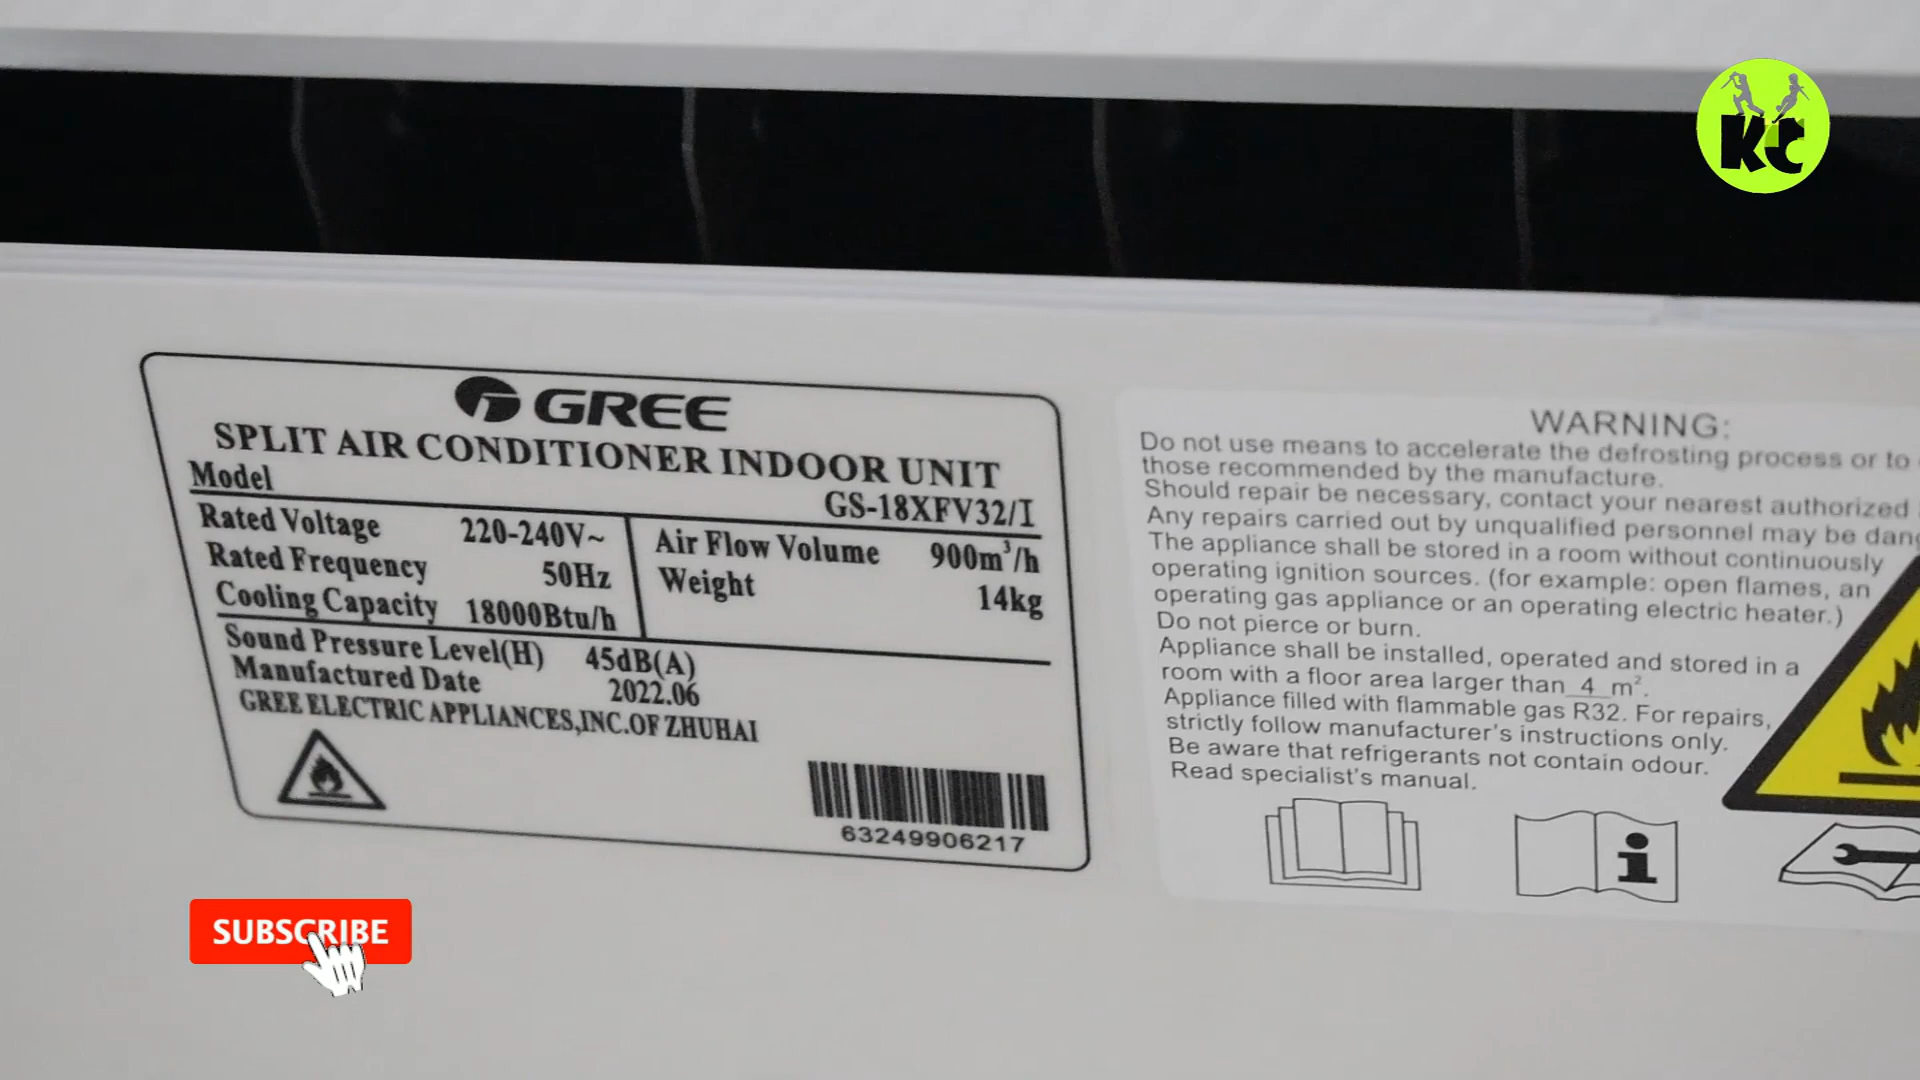 KC
GREE
SPLIT AIR CONDITIONER INDOOR UNIT
Model GS-18XFV32/I
Rated Voltage 220-240V~
Rated Frequency 50Hz
Cooling Capacity 18000Btu/h
Air Flow Volume 900m³/h
Weight 14kg
Sound Pressure Level(H) 45dB(A)
Manufactured Date 2022.06
GREE ELECTRIC APPLIANCES,INC.OF ZHUHAI
63249906217
WARNING:
Do not use means to accelerate the defrosting process or to
those recommended by the manufacture.
Should repair be necessary, contact your nearest authorized
Any repairs carried out by unqualified personnel may be
The appliance shall be stored in a room without continuously
operating ignition sources. (for example: open flames, an
operating gas appliance or an operating electric heater.)
Do not pierce or burn.
Appliance shall be installed, operated and stored in a
room with a floor area larger than 4 m².
Appliance filled with flammable gas R32. For repairs,
strictly follow manufacturer's instructions only.
Be aware that refrigerants not contain odour.
Read specialist's manual.
SUBSCRIBE